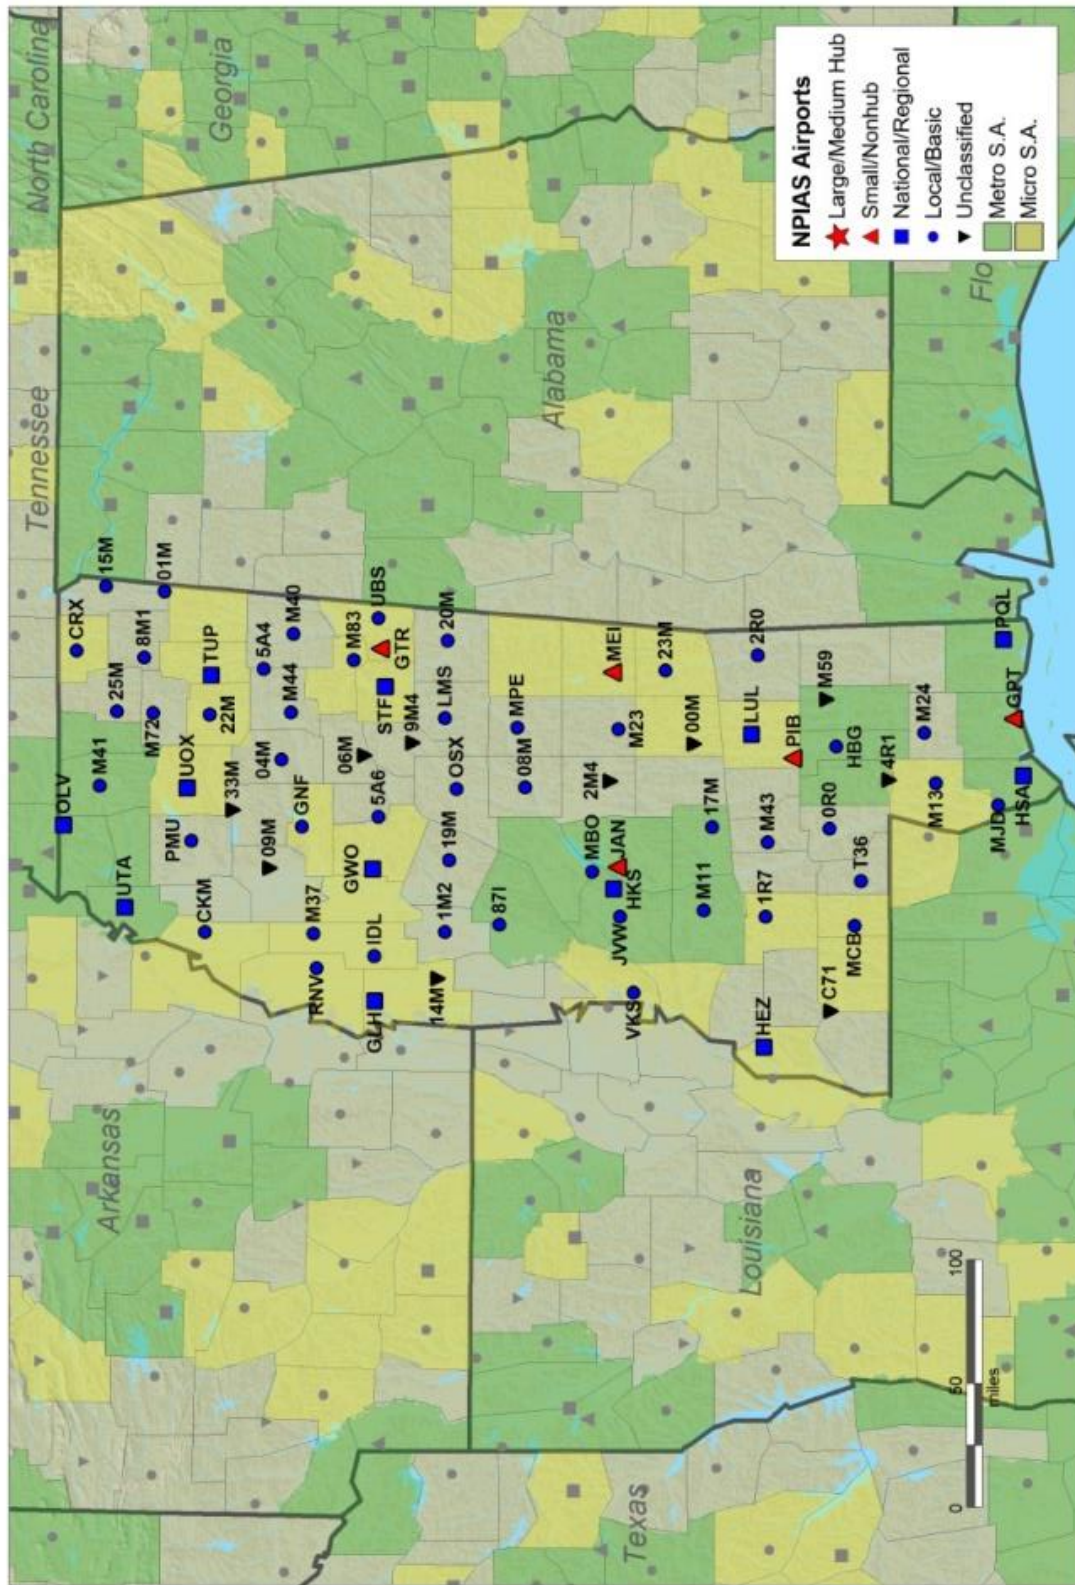 North Carolina
Tennessee
Georgia
Arkansas
Alabama
Louisiana
Texas
Flo
OLV
CRX
15M
M41
25M
UTA
8M1
01M
M72
PMU
UOX
TUP
22M
CKM
33M
5A4
04M
M40
09M
M44
GNF
M37
RNV
M83
06M
UBS
GTR
STF
5A6
GWO
IDL
GLH
9M4
20M
LMS
OSX
19M
1M2
14M
87I
MPE
08M
MEI
MBO
2M4
JAN
HKS
JVW
M23
VKS
23M
00M
17M
M11
2R0
LUL
M43
1R7
HEZ
PIB
M59
HBG
0R0
C71
T36
MCB
4R1
M24
M13
MJD
PQL
GPT
HSA
NPIAS Airports
Large/Medium Hub
Small/Nonhub
National/Regional
Local/Basic
Unclassified
Metro S.A.
Micro S.A.
0 50 100
miles